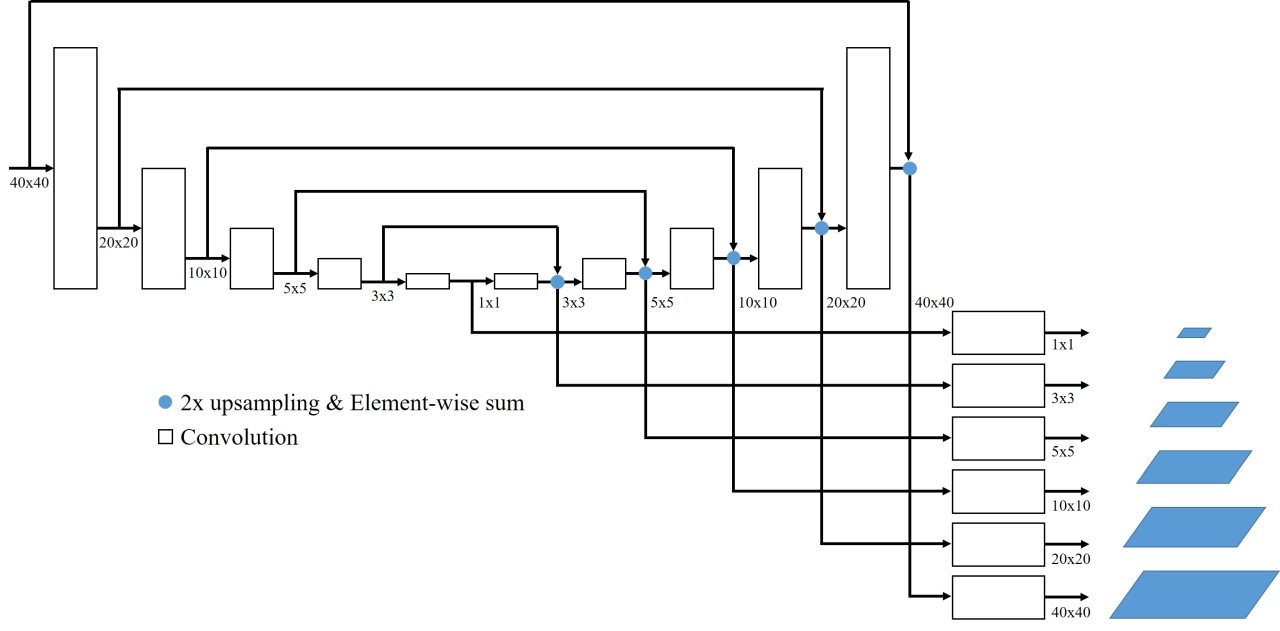 40x40
20x20
10x10
5x5
3x3
1x1
3x3
5x5
10x10
20x20
40x40
1x1
3x3
2x upsampling & Element-wise sum
Convolution
5x5
10x10
20x20
40x40